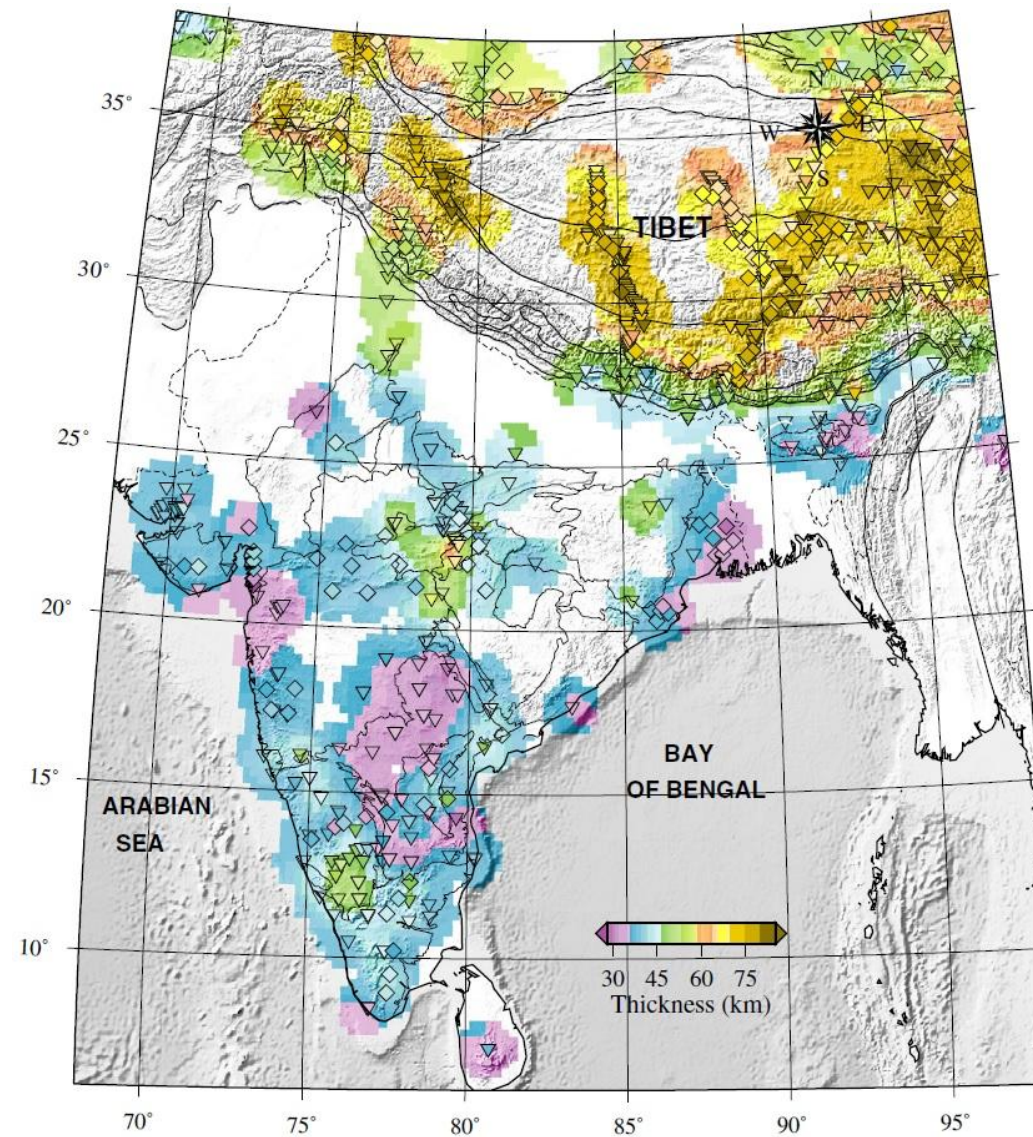 35°
N
W
E
S
TIBET
30°
25°
20°
15°
BAY
OF BENGAL
ARABIAN
SEA
10°
30 45 60 75
Thickness (km)
70° 75° 80° 85° 90° 95°